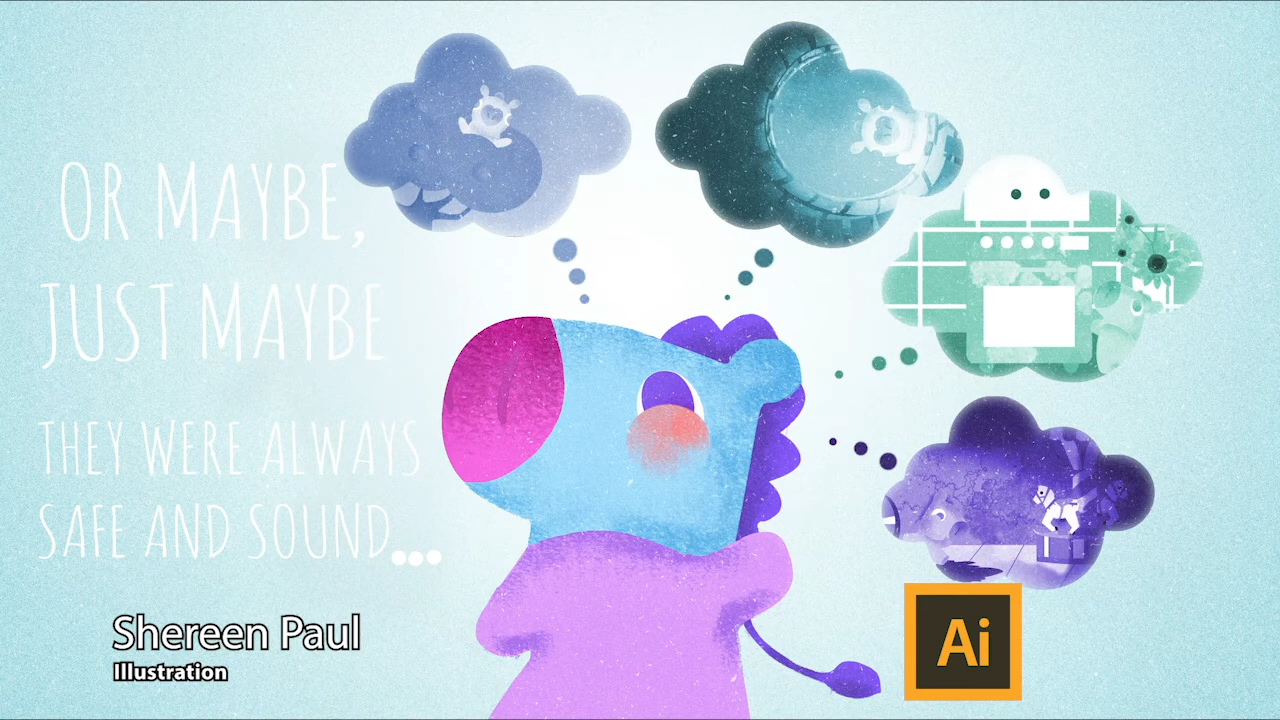 OR MAYBE,
JUST MAYBE
THEY WERE ALWAYS
SAFE AND SOUND...
Shereen Paul
Illustration
Ai